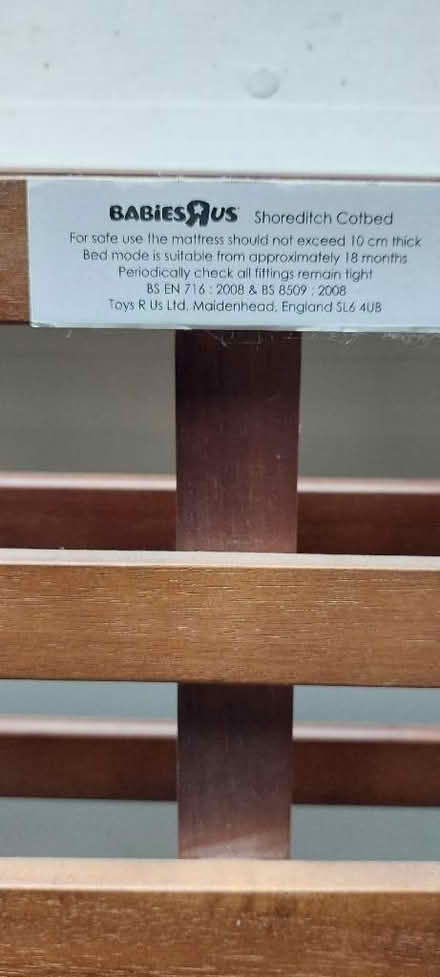 BABIESRUS Shoreditch Cotbed
For safe use the mattress should not exceed 10 cm thick
Bed mode is suitable from approximately 18 months
Periodically check all fittings remain tight
BS EN 716 : 2008 & BS 8509 : 2008
Toys R Us Ltd, Maidenhead, England SL6 4UB